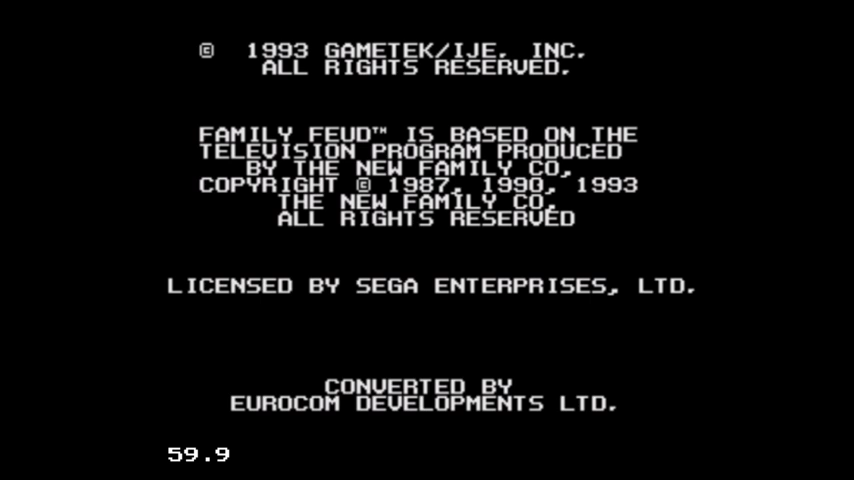 © 1993 GAMETEK/IJE, INC.
ALL RIGHTS RESERVED.
FAMILY FEUD™ IS BASED ON THE
TELEVISION PROGRAM PRODUCED
BY THE NEW FAMILY CO.
COPYRIGHT © 1987, 1990, 1993
THE NEW FAMILY CO.
ALL RIGHTS RESERVED
LICENSED BY SEGA ENTERPRISES, LTD.
CONVERTED BY
EUROCOM DEVELOPMENTS LTD.
59.9